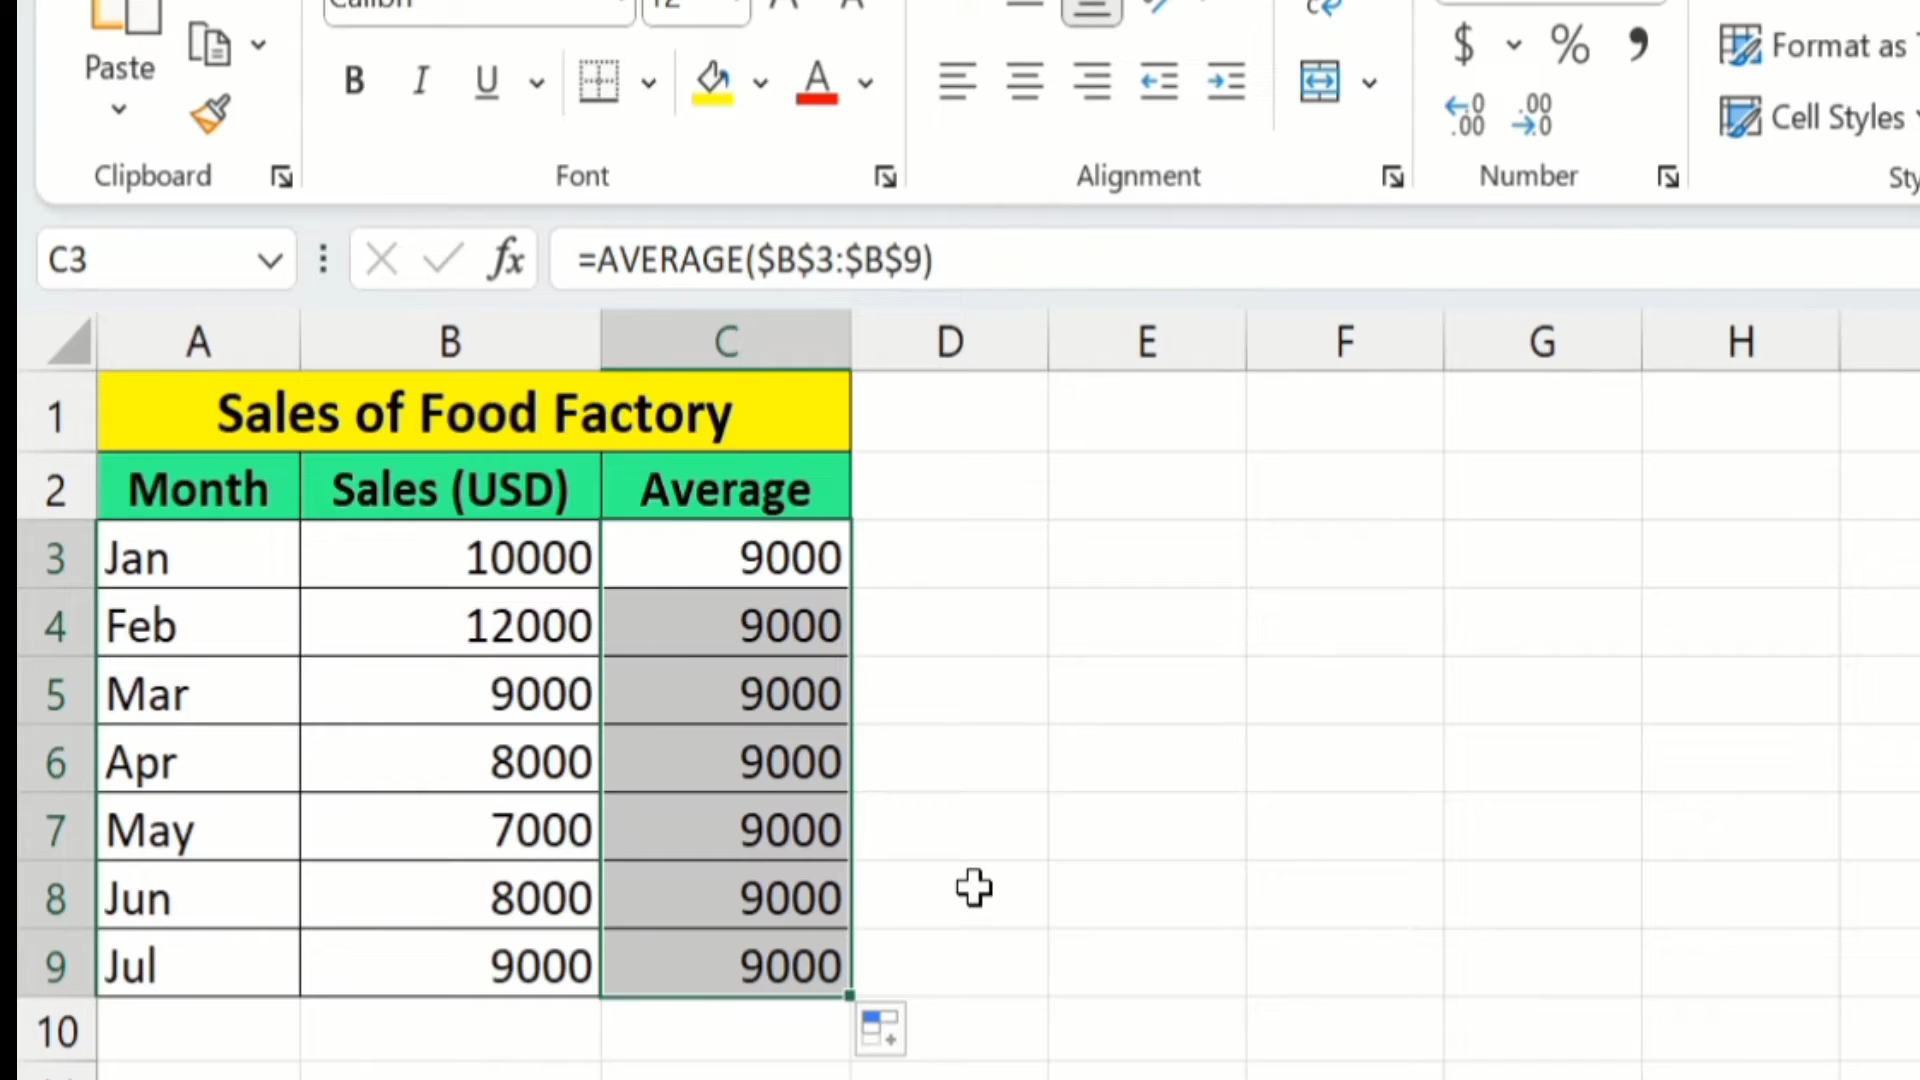 Paste
B I U A
$ % ,
Format as
Cell Styles
Clipboard Font Alignment Number
C3 fx =AVERAGE($B$3:$B$9)
A B C D E F G H
1 Sales of Food Factory
2 Month Sales (USD) Average
3 Jan 10000 9000
4 Feb 12000 9000
5 Mar 9000 9000
6 Apr 8000 9000
7 May 7000 9000
8 Jun 8000 9000
9 Jul 9000 9000
10